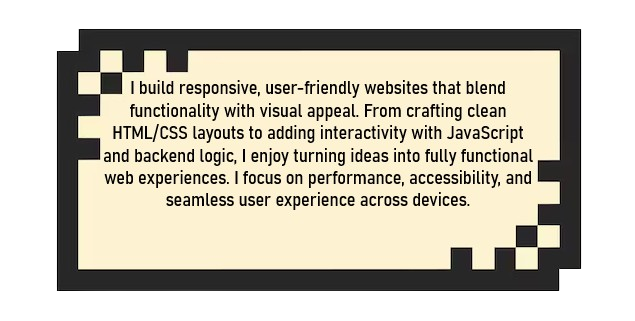 I build responsive, user-friendly websites that blend
functionality with visual appeal. From crafting clean
HTML/CSS layouts to adding interactivity with JavaScript
and backend logic, I enjoy turning ideas into fully functional
web experiences. I focus on performance, accessibility, and
seamless user experience across devices.